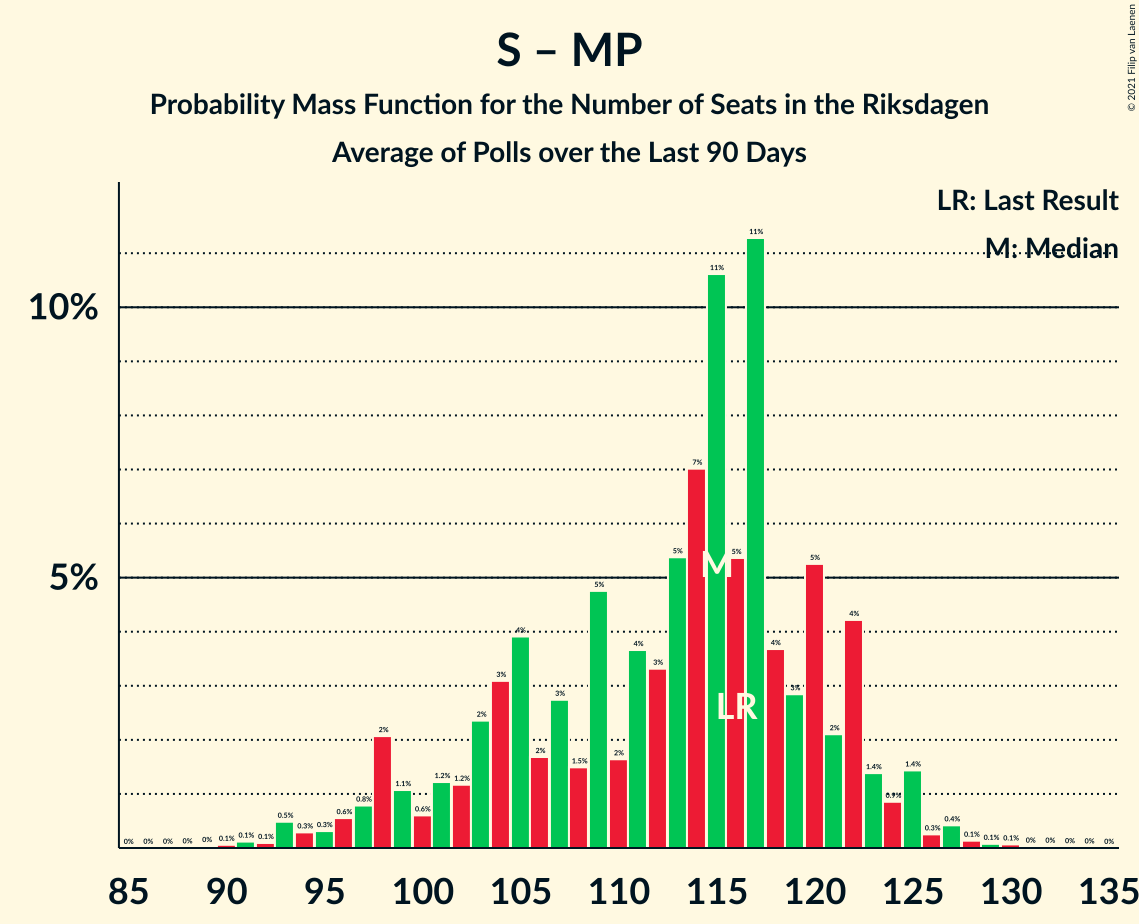 S – MP
Probability Mass Function for the Number of Seats in the Riksdagen
Average of Polls over the Last 90 Days
© 2021 Filip van Laenen
LR: Last Result
M: Median
10%
5%
0% 0% 0% 0% 0% 0.1% 0.1% 0.1% 0.5% 0.3% 0.3% 0.6% 0.8% 2% 1.1% 0.6% 1.2% 1.2% 2% 3% 4% 2% 3% 1.5% 5% 2% 4% 3% 5% 7% 11% 5% 11% 4% 3% 5% 2% 4% 1.4% 0.9% 1.4% 0.3% 0.4% 0.1% 0.1% 0.1% 0% 0% 0% 0% 0%
M
LR
85 90 95 100 105 110 115 120 125 130 135